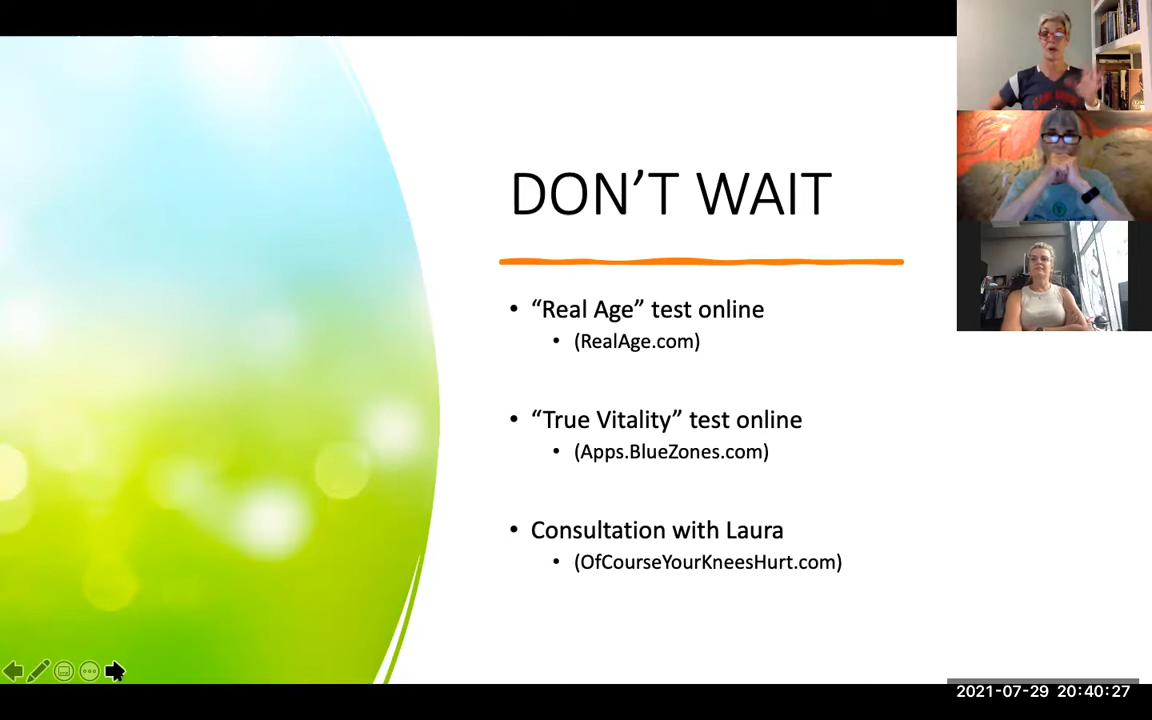 DON’T WAIT
• “Real Age” test online
• (RealAge.com)
• “True Vitality” test online
• (Apps.BlueZones.com)
• Consultation with Laura
• (OfCourseYourKneesHurt.com)
2021-07-29 20:40:27